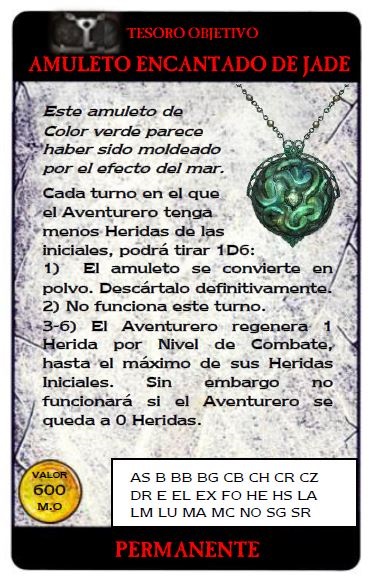 TESORO OBJETIVO
AMULETO ENCANTADO DE JADE
Este amuleto de
Color verde parece
haber sido moldeado
por el efecto del mar.
Cada turno en el que
el Aventurero tenga
menos Heridas de las
iniciales, podrá tirar 1D6:
1) El amuleto se convierte en
polvo. Descártalo definitivamente.
2) No funciona este turno.
3-6) El Aventurero regenera 1
Herida por Nivel de Combate,
hasta el máximo de sus Heridas
Iniciales. Sin embargo no
funcionará si el Aventurero se
queda a 0 Heridas.
VALOR
600
M.O
AS B BB BG CB CH CR CZ
DR E EL EX FO HE HS LA
LM LU MA MC NO SG SR
PERMANENTE